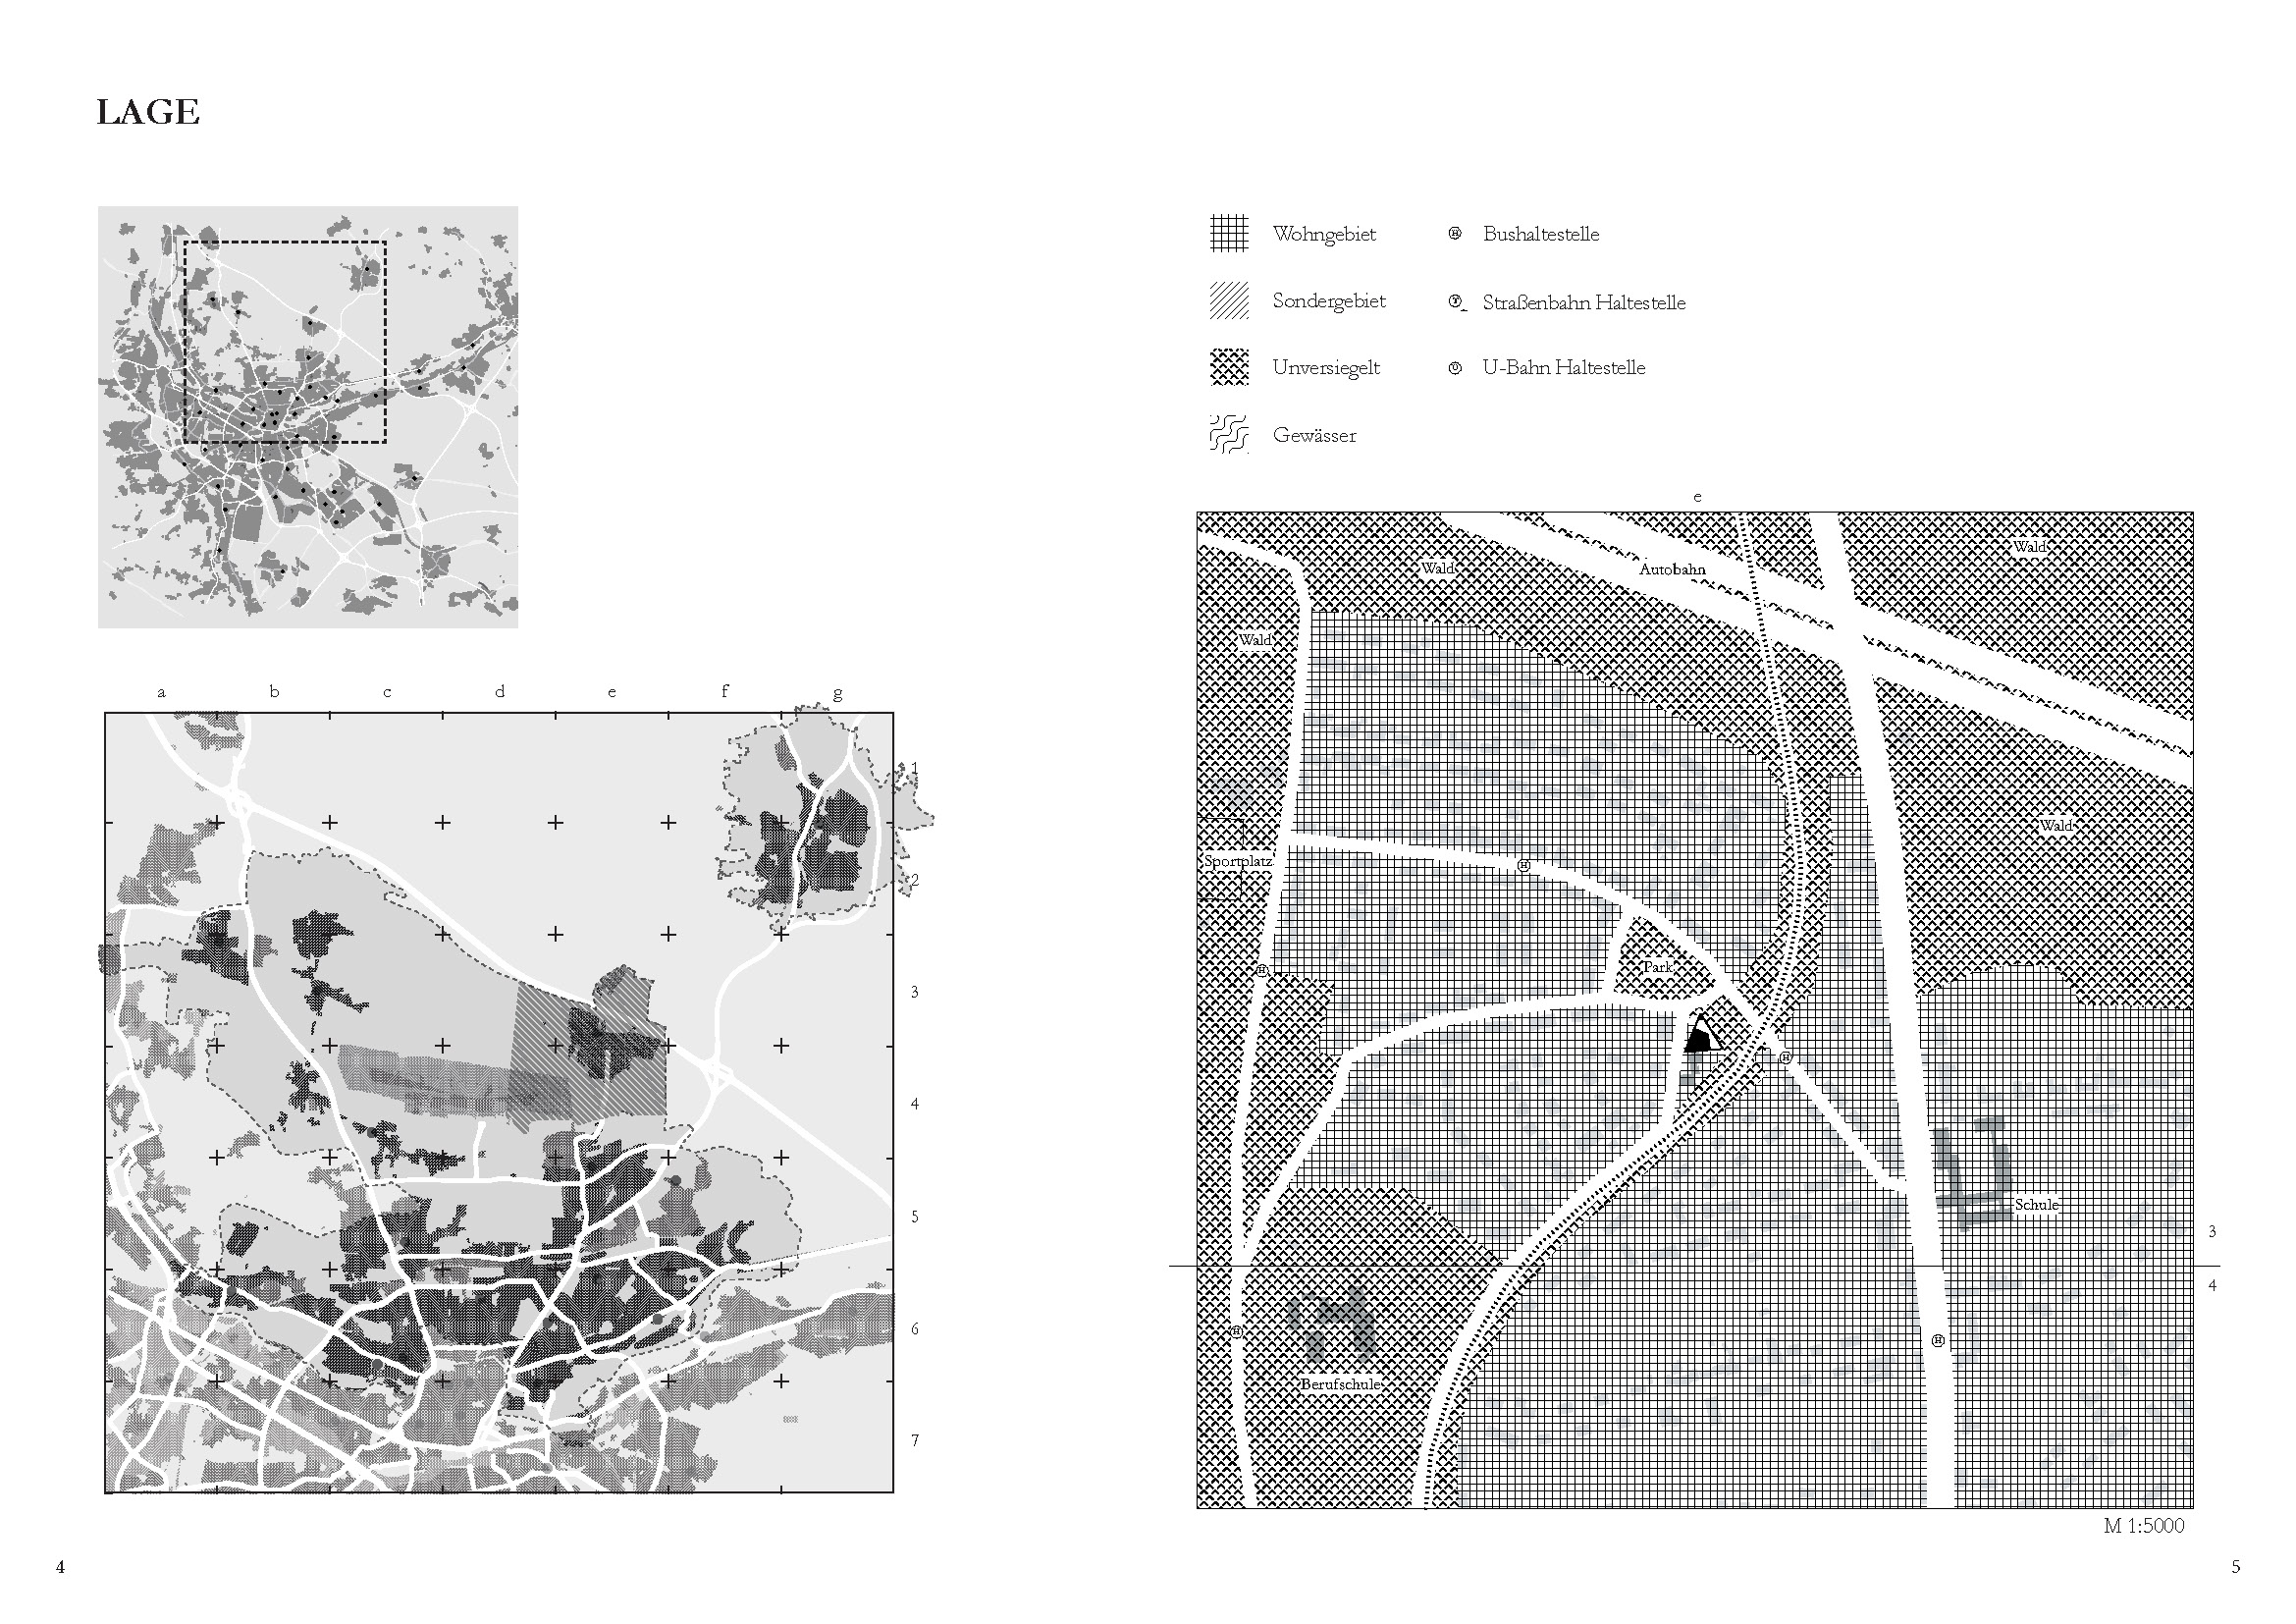 LAGE
a b c d e f g
1
2
3
4
5
6
7
4
Wohngebiet
Sondergebiet
Unversiegelt
Gewässer
H Bushaltestelle
Straßenbahn Haltestelle
U U-Bahn Haltestelle
e
Wald
Autobahn
Wald
Wald
Wald
Sportplatz
H
H
Park
H
Schule
3
4
H
H
Berufschule
M 1:5000
5